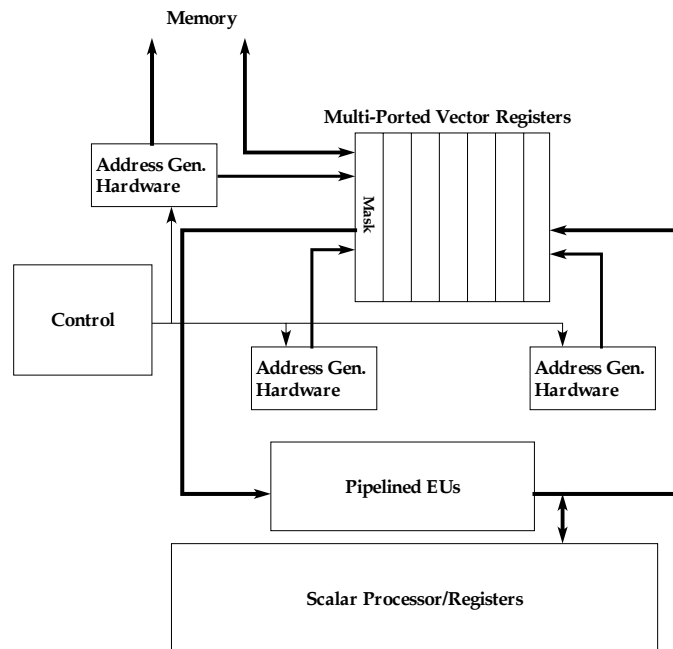 Memory
Multi-Ported Vector Registers
Address Gen.
Hardware
Mask
Control
Address Gen.
Hardware
Address Gen.
Hardware
Pipelined EUs
Scalar Processor/Registers